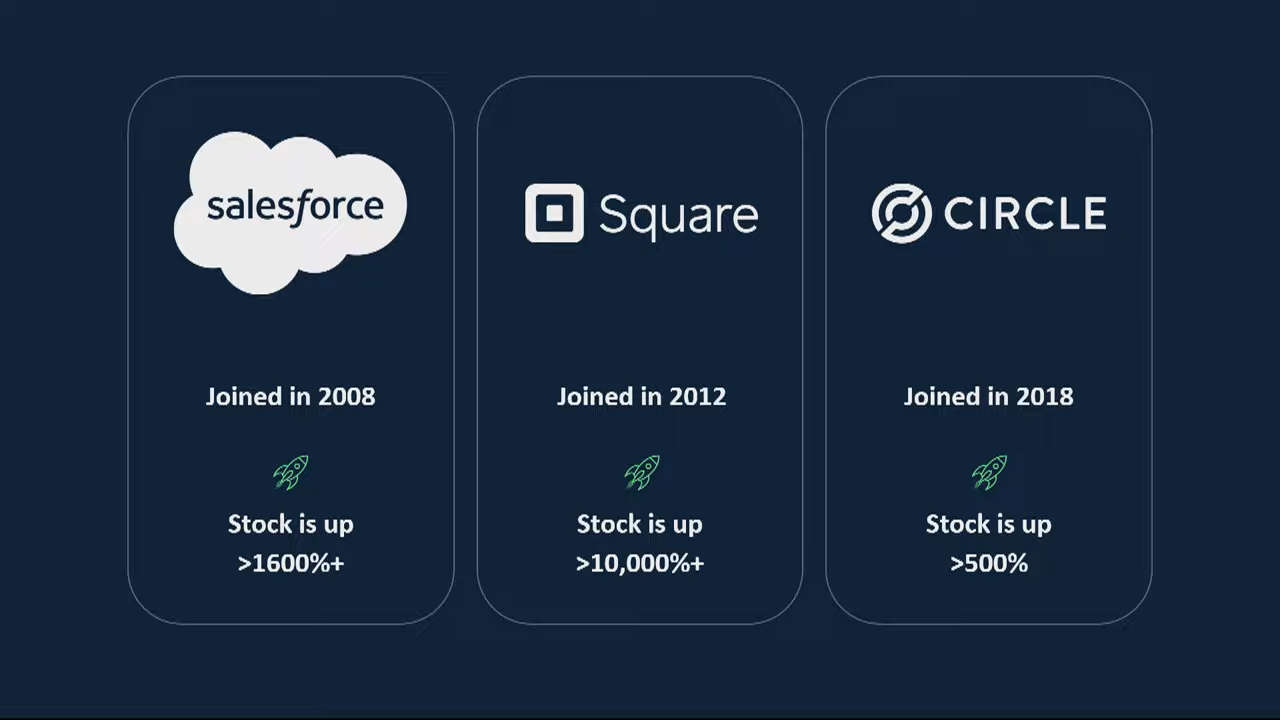 salesforce
Joined in 2008
Stock is up
>1600%+
Square
Joined in 2012
Stock is up
>10,000%+
CIRCLE
Joined in 2018
Stock is up
>500%